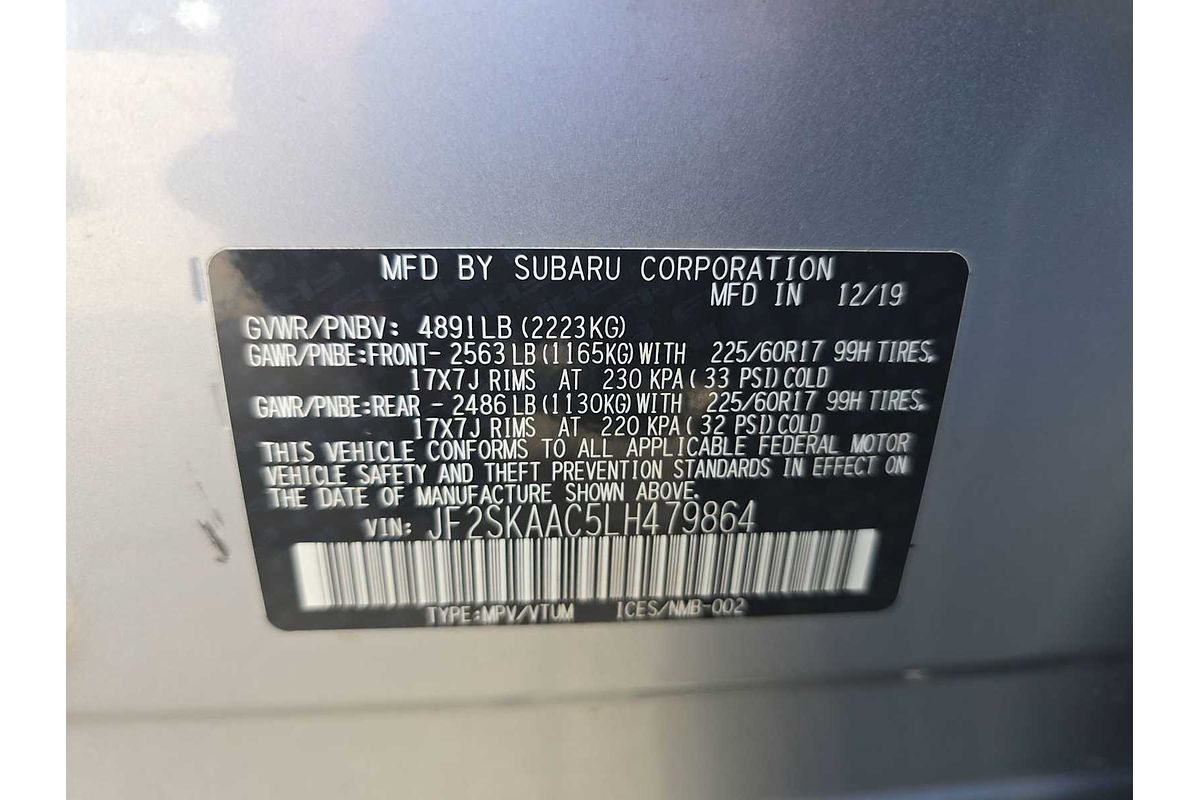 MFD BY SUBARU CORPORATION
MFD IN 12/19
GVWR/PNBV: 4891LB (2223KG)
GAWR/PNBE:FRONT- 2563 LB (1165KG) WITH 225/60R17 99H TIRES,
17X7J RIMS AT 230 KPA ( 33 PSI) COLD
GAWR/PNBE:REAR - 2486 LB (1130KG) WITH 225/60R17 99H TIRES,
17X7J RIMS AT 220 KPA ( 32 PSI) COLD
THIS VEHICLE CONFORMS TO ALL APPLICABLE FEDERAL MOTOR
VEHICLE SAFETY AND THEFT PREVENTION STANDARDS IN EFFECT ON
THE DATE OF MANUFACTURE SHOWN ABOVE.
VIN: JF2SKAAC5LH479864
TYPE:MPV/VTUM ICES/NMB-002